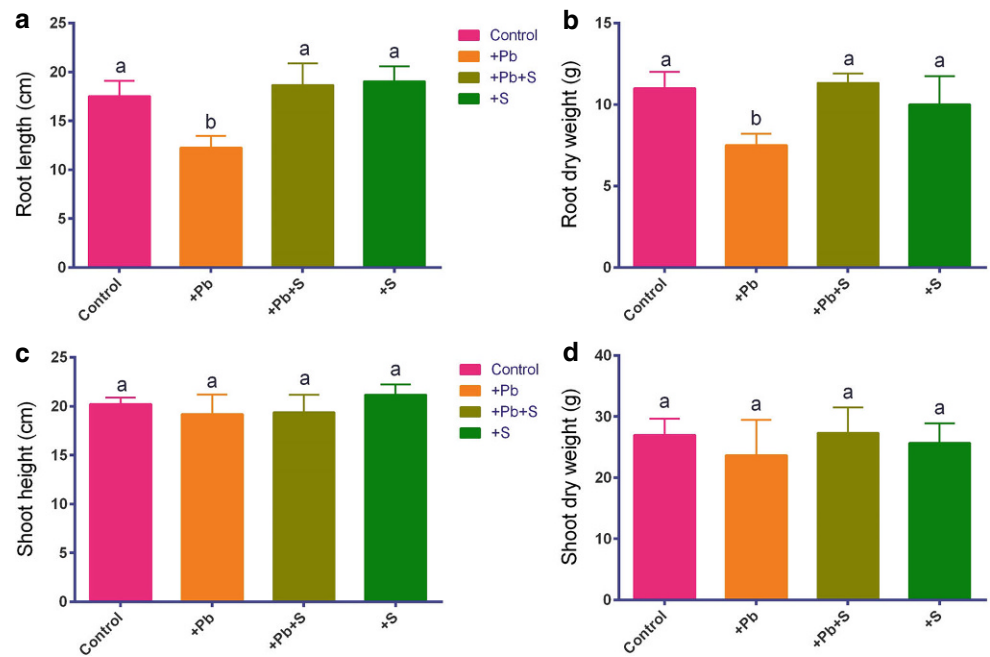 a
Root length (cm)
25
20
15
10
5
0
a
b
a
a
Control
+Pb
+Pb+S
+S
Control
+Pb
+Pb+S
+S
b
Root dry weight (g)
15
10
5
0
a
b
a
a
Control
+Pb
+Pb+S
+S
c
Shoot height (cm)
25
20
15
10
5
0
a
a
a
a
Control
+Pb
+Pb+S
+S
Control
+Pb
+Pb+S
+S
d
Shoot dry weight (g)
40
30
20
10
0
a
a
a
a
Control
+Pb
+Pb+S
+S